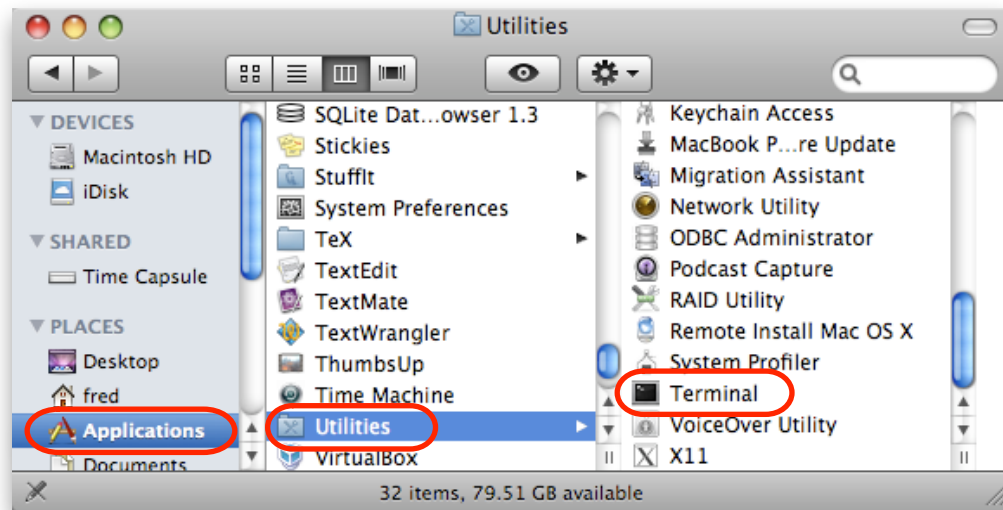 Utilities
DEVICES
Macintosh HD
iDisk
SHARED
Time Capsule
PLACES
Desktop
fred
Applications
Documents
SQLite Dat...owser 1.3
Stickies
StuffIt
System Preferences
TeX
TextEdit
TextMate
TextWrangler
ThumbsUp
Time Machine
Utilities
VirtualBox
Keychain Access
MacBook P...re Update
Migration Assistant
Network Utility
ODBC Administrator
Podcast Capture
RAID Utility
Remote Install Mac OS X
System Profiler
Terminal
VoiceOver Utility
X11
32 items, 79.51 GB available